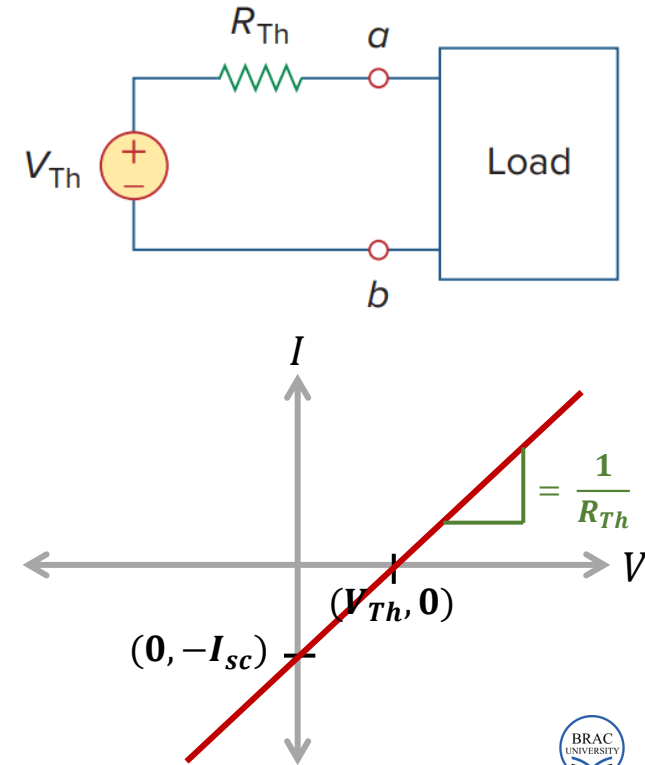 R_Th
a
V_Th
+
−
Load
b
I
= 1/R_Th
V
(V_Th, 0)
(0, −I_sc)
BRAC
UNIVERSITY